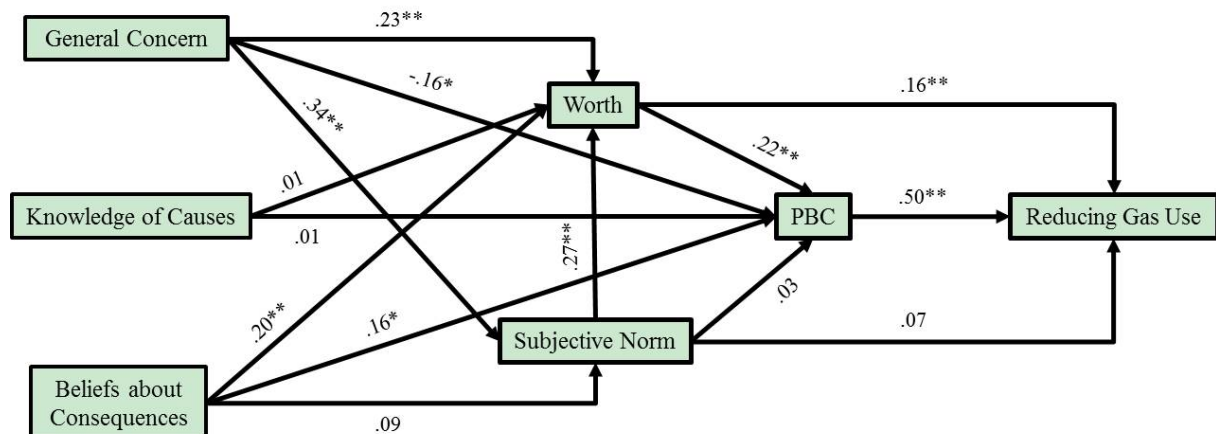 General Concern
.23**
-.16*
.34**
Worth
.16**
.22**
.01
Knowledge of Causes
.01
PBC
.50**
Reducing Gas Use
.27**
.03
.20**
.16*
Subjective Norm
.07
Beliefs about
Consequences
.09